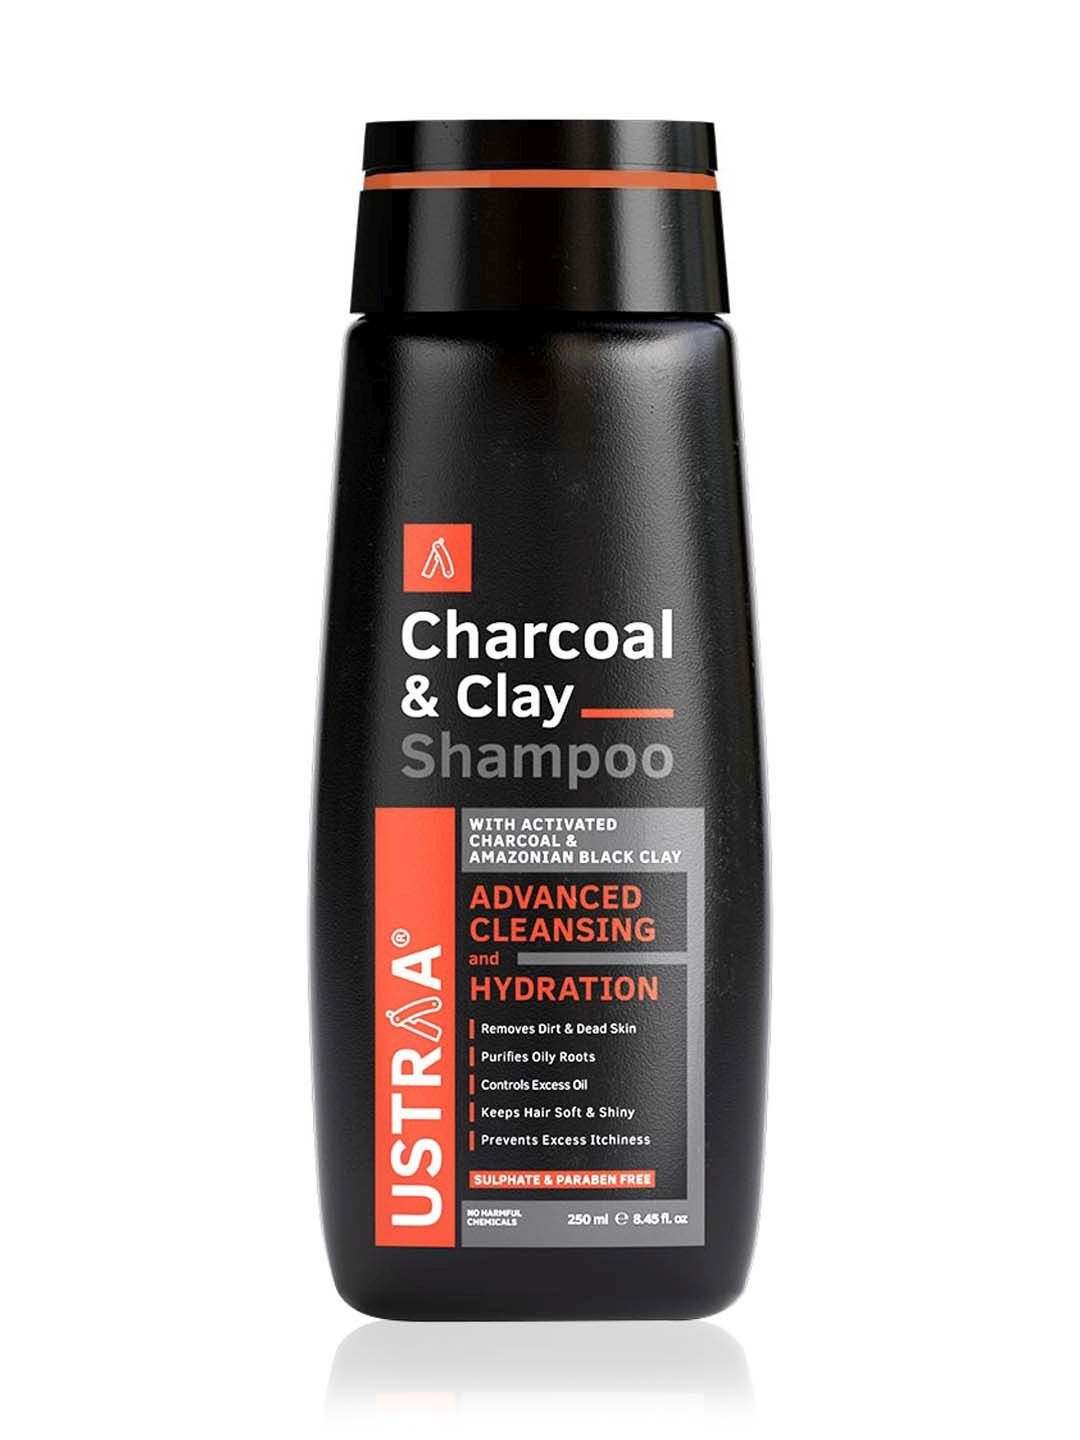 Charcoal
& Clay
Shampoo
USTRAA®
WITH ACTIVATED
CHARCOAL &
AMAZONIAN BLACK CLAY
ADVANCED
CLEANSING
and
HYDRATION
Removes Dirt & Dead Skin
Purifies Oily Roots
Controls Excess Oil
Keeps Hair Soft & Shiny
Prevents Excess Itchiness
SULPHATE & PARABEN FREE
NO HARMFUL
CHEMICALS
250 ml ℮ 8.45 fl. oz